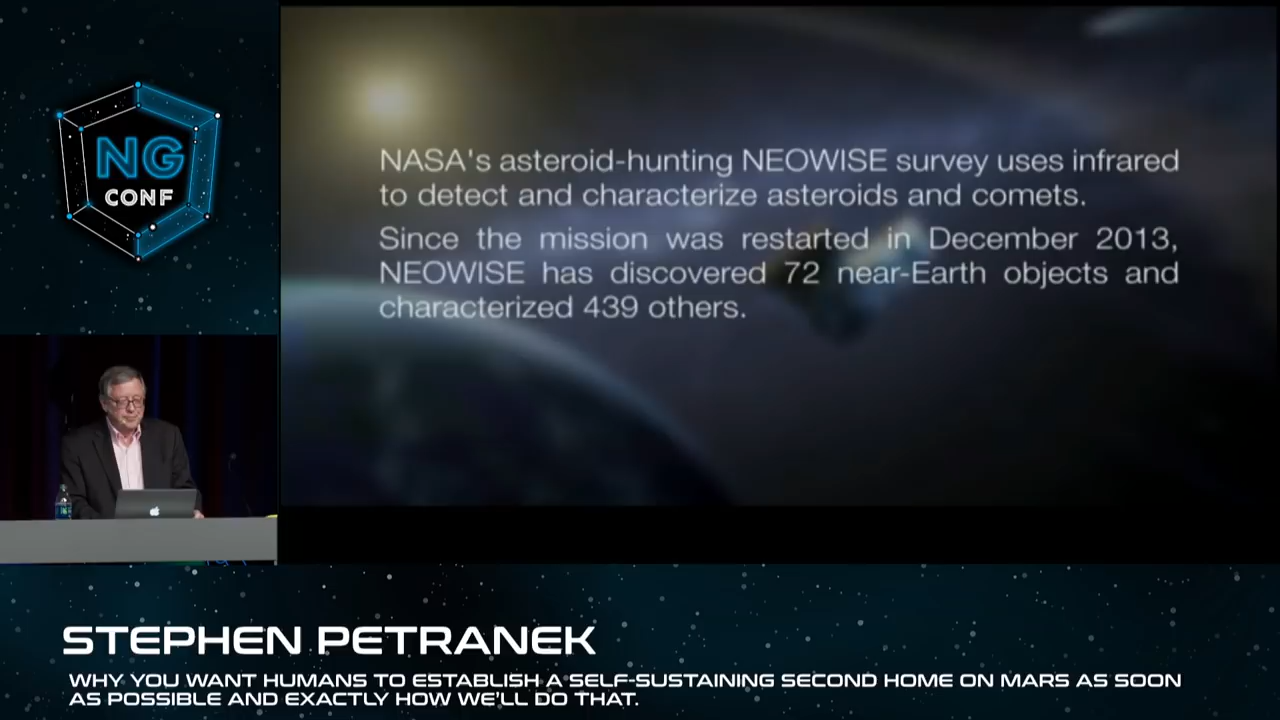 NG
CONF
NASA's asteroid-hunting NEOWISE survey uses infrared
to detect and characterize asteroids and comets.
Since the mission was restarted in December 2013,
NEOWISE has discovered 72 near-Earth objects and
characterized 439 others.
STEPHEN PETRANEK
WHY YOU WANT HUMANS TO ESTABLISH A SELF-SUSTAINING SECOND HOME ON MARS AS SOON
AS POSSIBLE AND EXACTLY HOW WE'LL DO THAT.